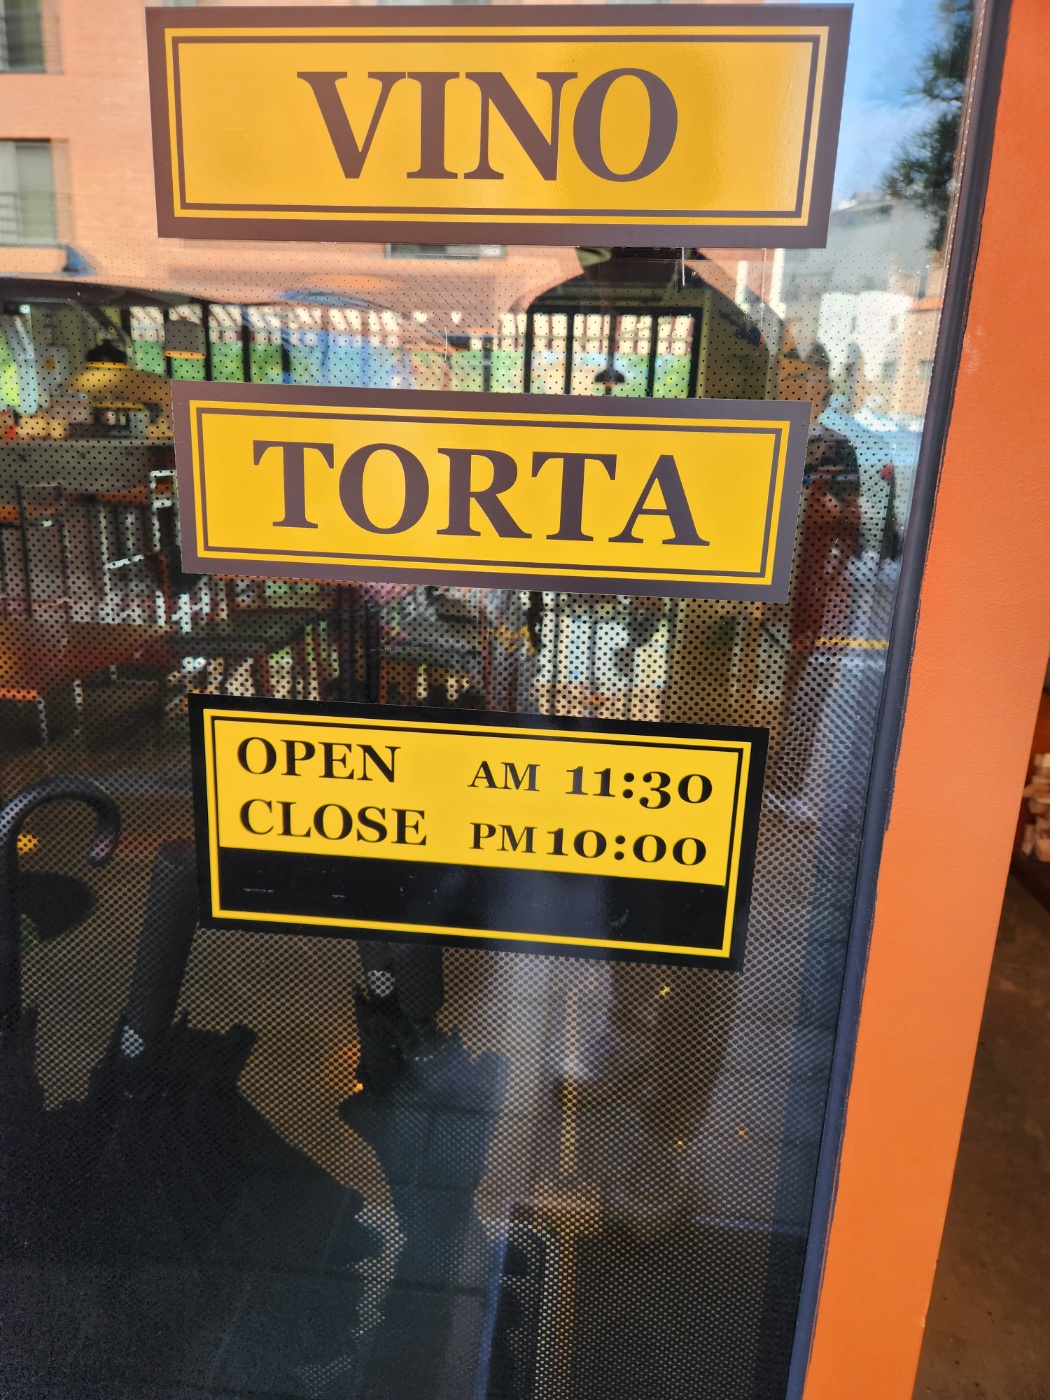 VINO
TORTA
OPEN AM 11:30
CLOSE PM 10:00